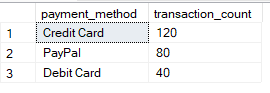 payment_method transaction_count
1 Credit Card 120
2 PayPal 80
3 Debit Card 40